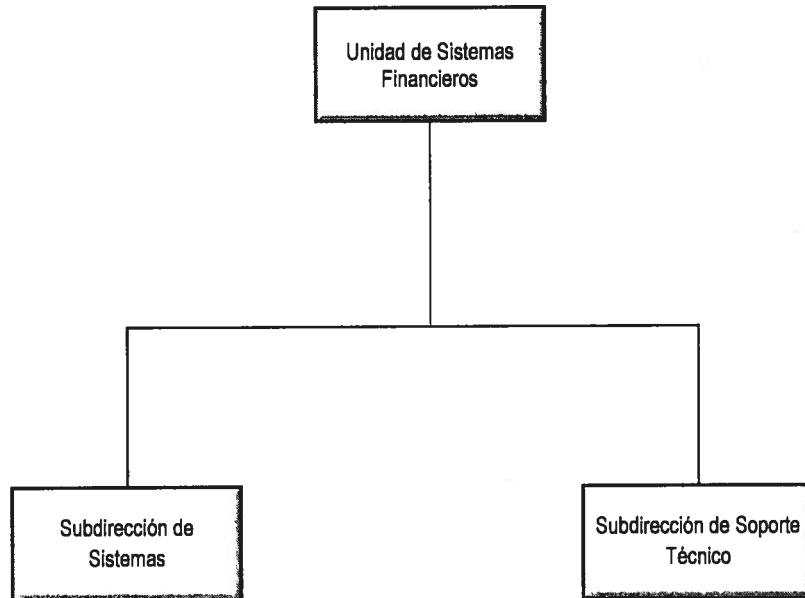 Unidad de Sistemas
Financieros
Subdirección de
Sistemas
Subdirección de Soporte
Técnico